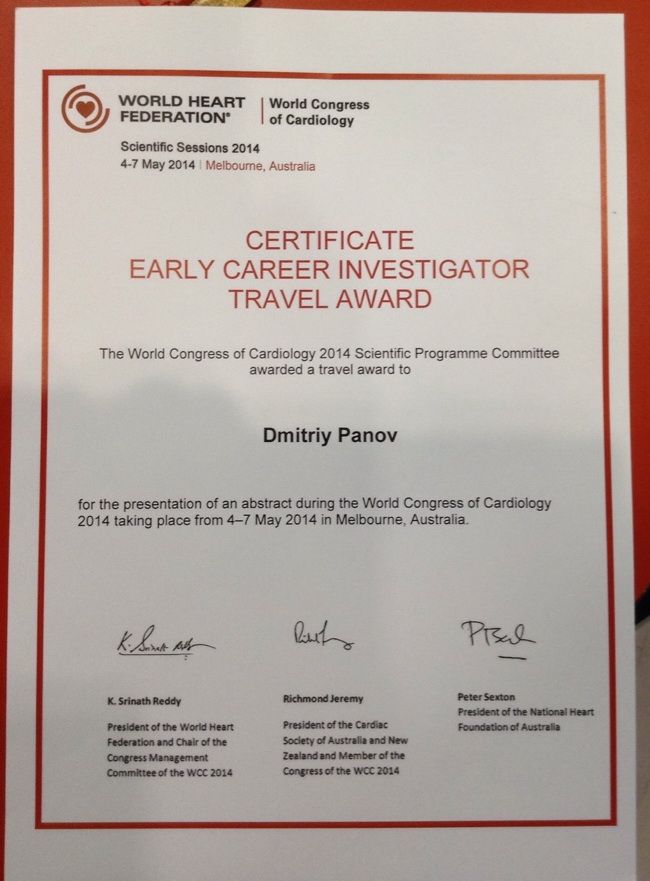 WORLD HEART
FEDERATION®
World Congress
of Cardiology
Scientific Sessions 2014
4-7 May 2014 | Melbourne, Australia
CERTIFICATE
EARLY CAREER INVESTIGATOR
TRAVEL AWARD
The World Congress of Cardiology 2014 Scientific Programme Committee
awarded a travel award to
Dmitriy Panov
for the presentation of an abstract during the World Congress of Cardiology
2014 taking place from 4–7 May 2014 in Melbourne, Australia.
K. Srinath Reddy
President of the World Heart
Federation and Chair of the
Congress Management
Committee of the WCC 2014
Richmond Jeremy
President of the Cardiac
Society of Australia and New
Zealand and Member of the
Congress of the WCC 2014
Peter Sexton
President of the National Heart
Foundation of Australia